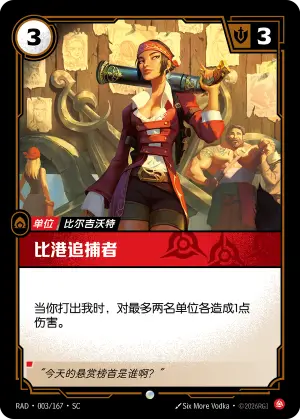 3
3
单位 比尔吉沃特
比港追捕者
当你打出我时，对最多两名单位各造成1点
伤害。
"今天的悬赏榜首是谁啊？"
RAD • 003/167 • SC
Six More Vodka • ©2026RGI